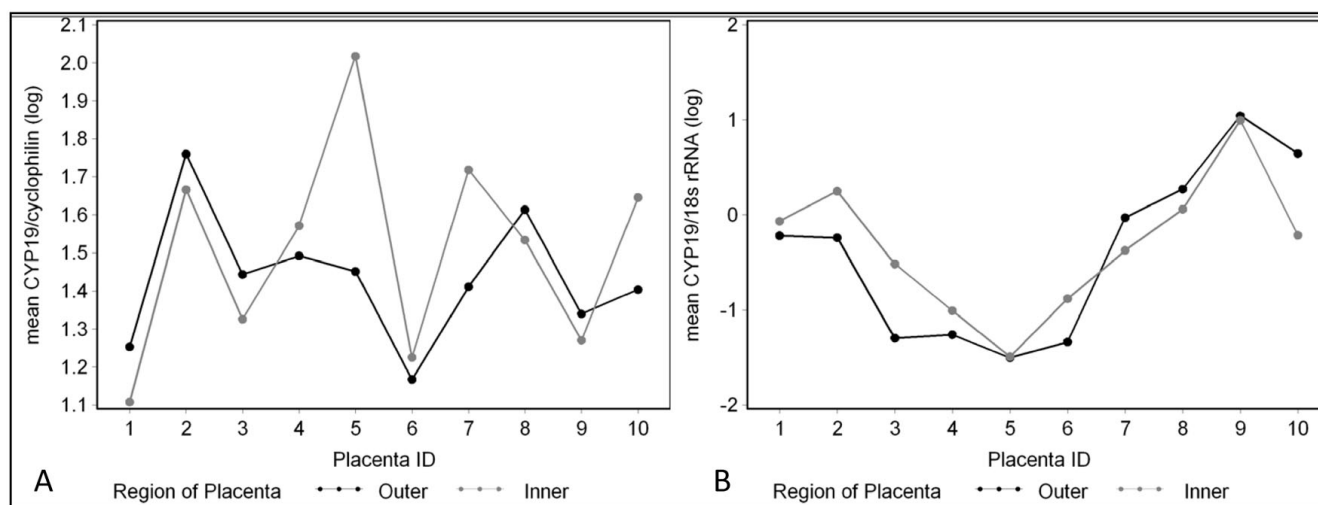 mean CYP19/cyclophilin (log)
2.1
2.0
1.9
1.8
1.7
1.6
1.5
1.4
1.3
1.2
1.1
1 2 3 4 5 6 7 8 9 10
Placenta ID
A
Region of Placenta Outer Inner
mean CYP19/18s rRNA (log)
2
1
0
-1
-2
1 2 3 4 5 6 7 8 9 10
Placenta ID
B
Region of Placenta Outer Inner